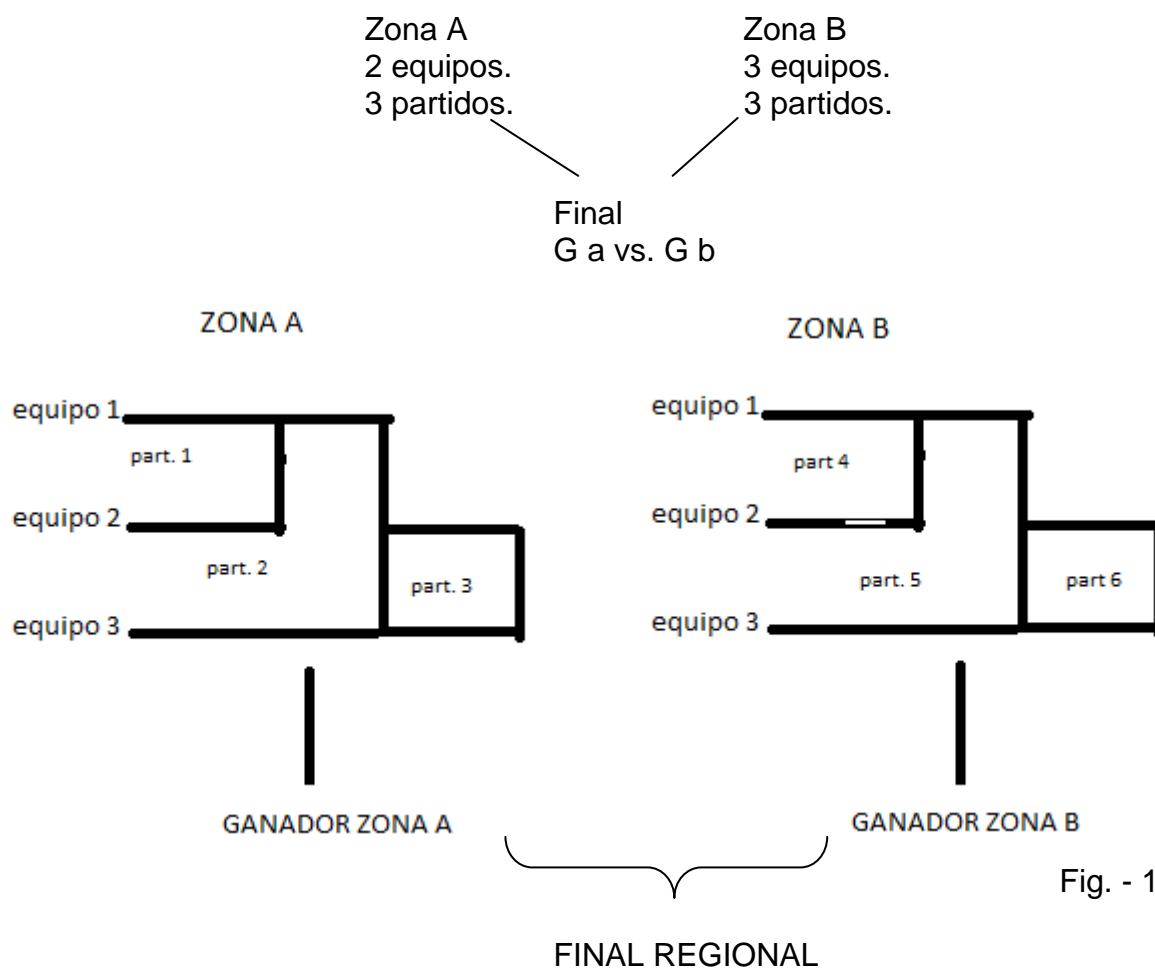 Zona A
2 equipos.
3 partidos.
Zona B
3 equipos.
3 partidos.
Final
G a vs. G b
ZONA A
equipo 1
part. 1
equipo 2
part. 2
part. 3
equipo 3
GANADOR ZONA A
ZONA B
equipo 1
part 4
equipo 2
part. 5
part 6
equipo 3
GANADOR ZONA B
Fig. - 1
FINAL REGIONAL